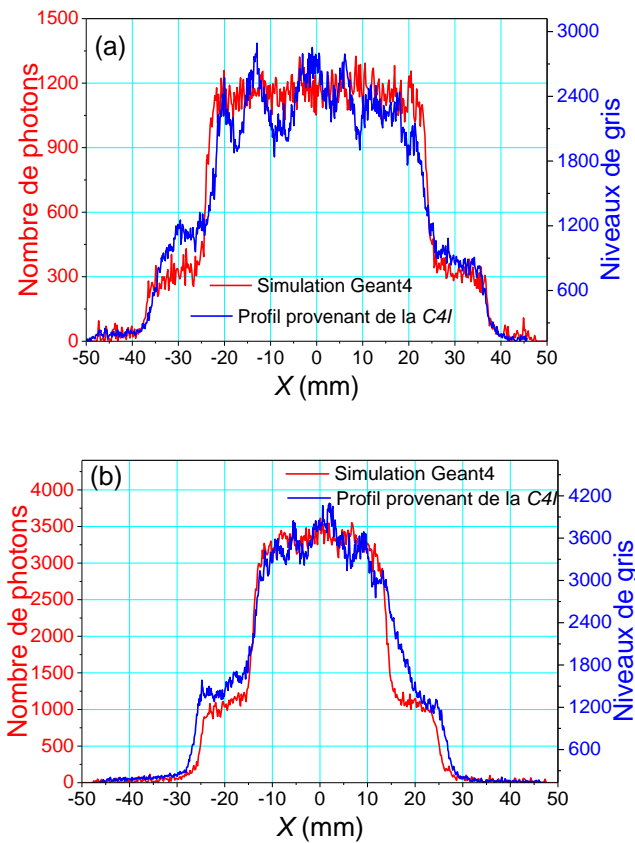 (a)
1500
1200
900
600
300
0
Nombre de photons
3000
2400
1800
1200
600
Niveaux de gris
Simulation Geant4
Profil provenant de la C4I
-50 -40 -30 -20 -10 0 10 20 30 40 50
X (mm)
(b)
4000
3500
3000
2500
2000
1500
1000
500
0
Nombre de photons
Simulation Geant4
Profil provenant de la C4I
4200
3600
3000
2400
1800
1200
600
Niveaux de gris
-50 -40 -30 -20 -10 0 10 20 30 40 50
X (mm)